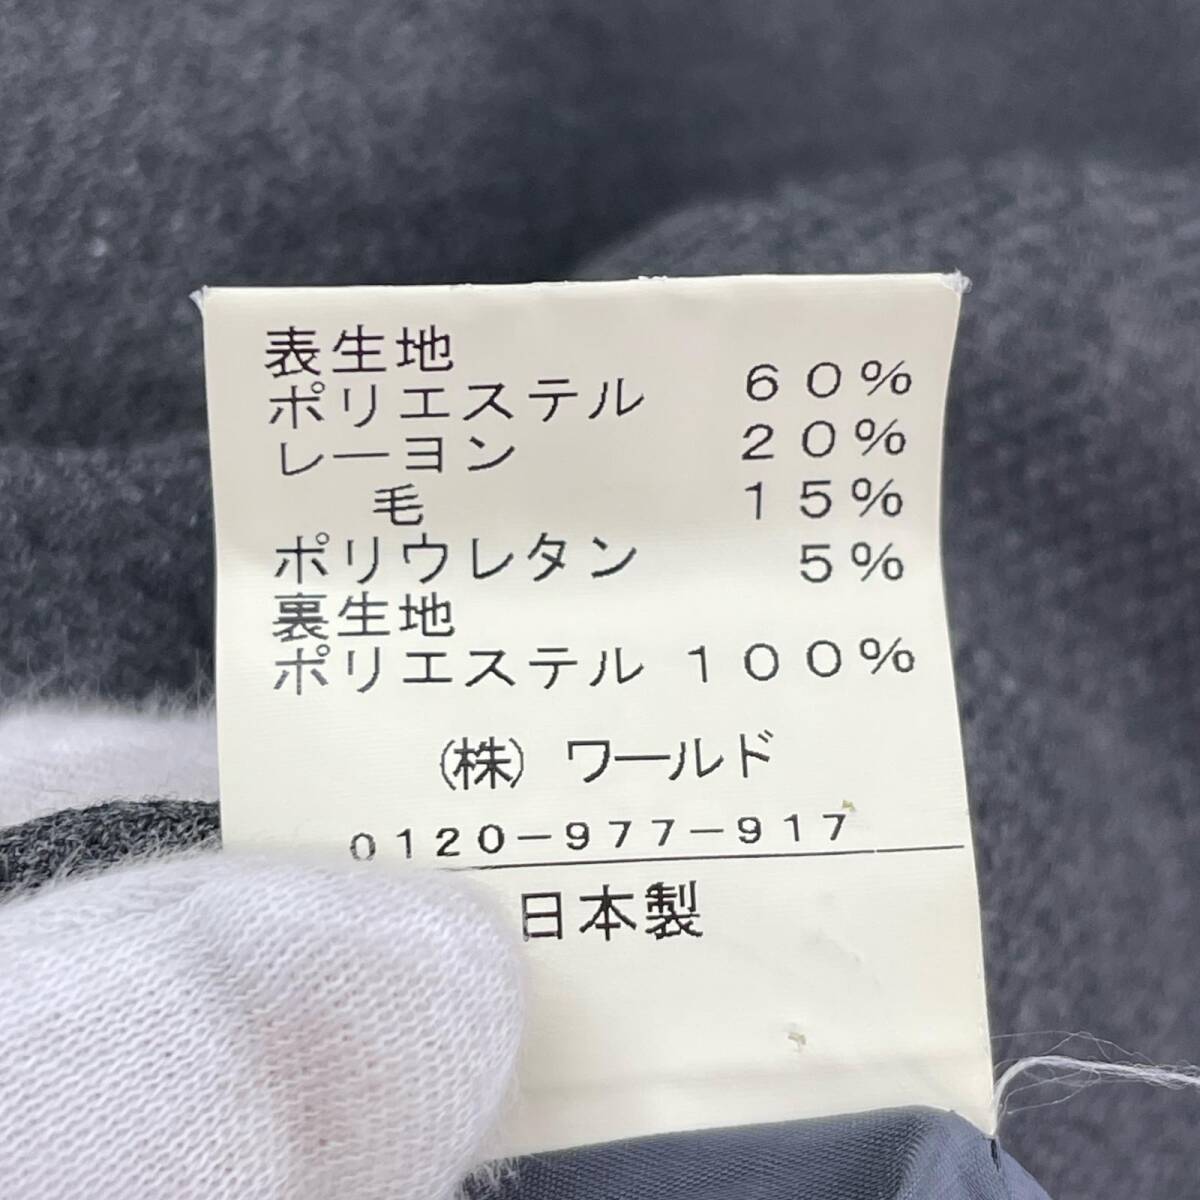 表生地
ポリエステル 60%
レーヨン 20%
毛 15%
ポリウレタン 5%
裏生地
ポリエステル 100%
(株) ワールド
0120-977-917
日本製